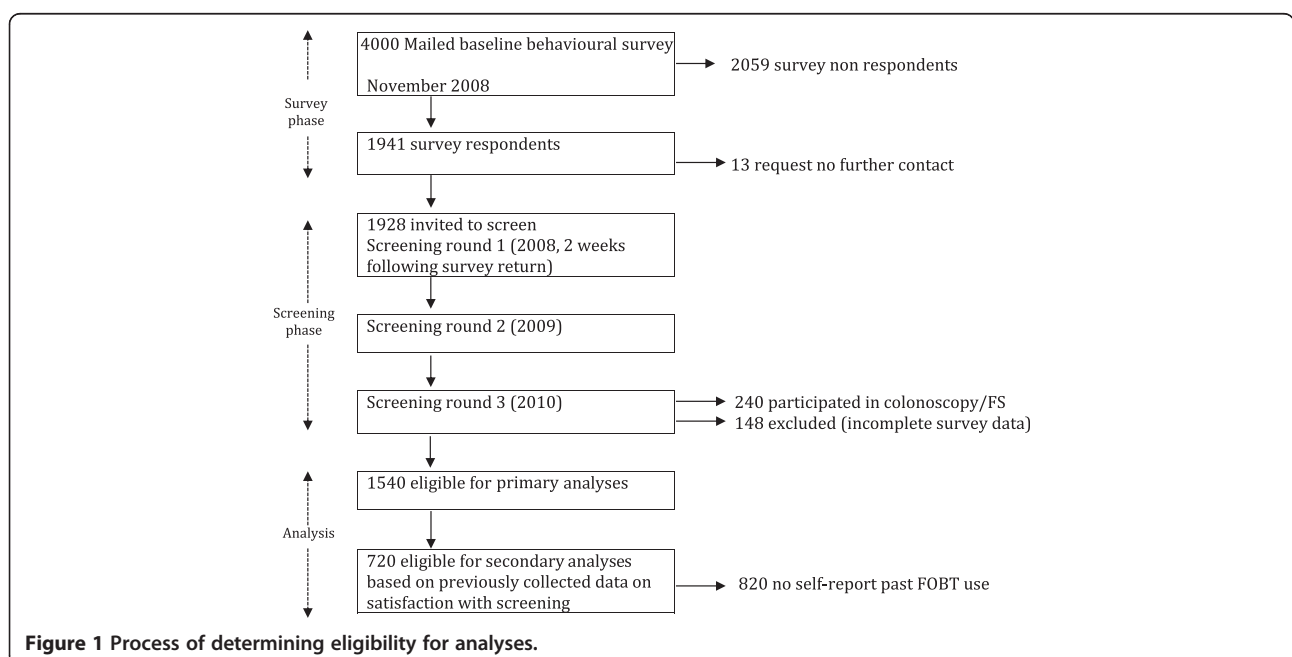 4000 Mailed baseline behavioural survey
November 2008
2059 survey non respondents
Survey
phase
1941 survey respondents
13 request no further contact
1928 invited to screen
Screening round 1 (2008, 2 weeks
following survey return)
Screening
phase
Screening round 2 (2009)
Screening round 3 (2010)
240 participated in colonoscopy/FS
148 excluded (incomplete survey data)
1540 eligible for primary analyses
Analysis
720 eligible for secondary analyses
based on previously collected data on
satisfaction with screening
820 no self-report past FOBT use
Figure 1 Process of determining eligibility for analyses.